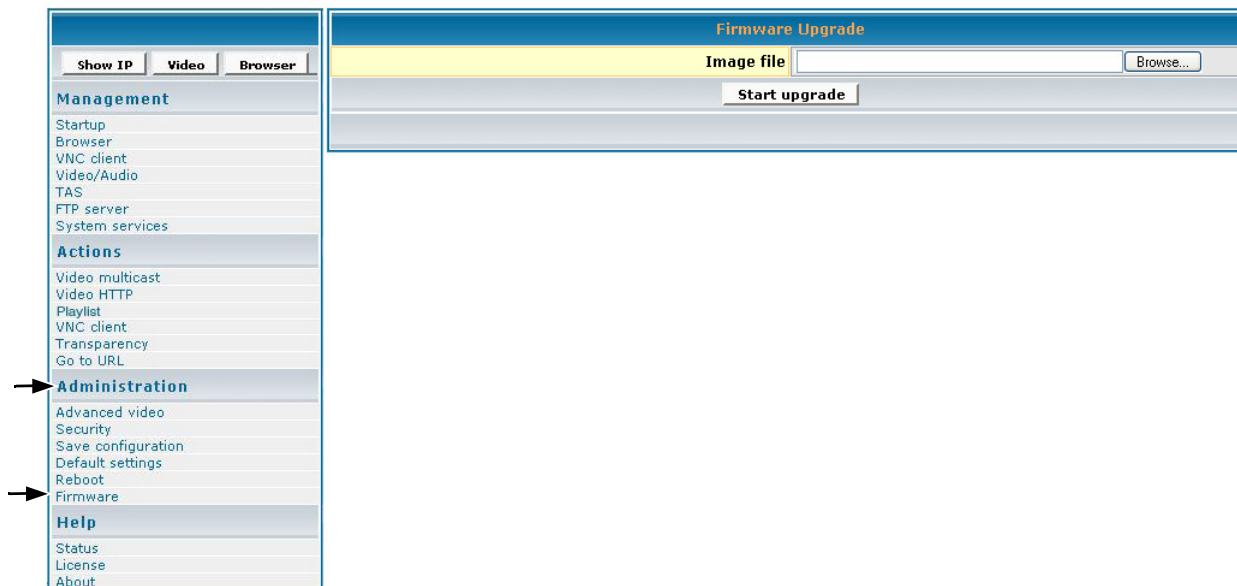 Show IP Video Browser
Management
Startup
Browser
VNC client
Video/Audio
TAS
FTP server
System services
Actions
Video multicast
Video HTTP
Playlist
VNC client
Transparency
Go to URL
Administration
Advanced video
Security
Save configuration
Default settings
Reboot
Firmware
Help
Status
License
About
Firmware Upgrade
Image file Browse...
Start upgrade